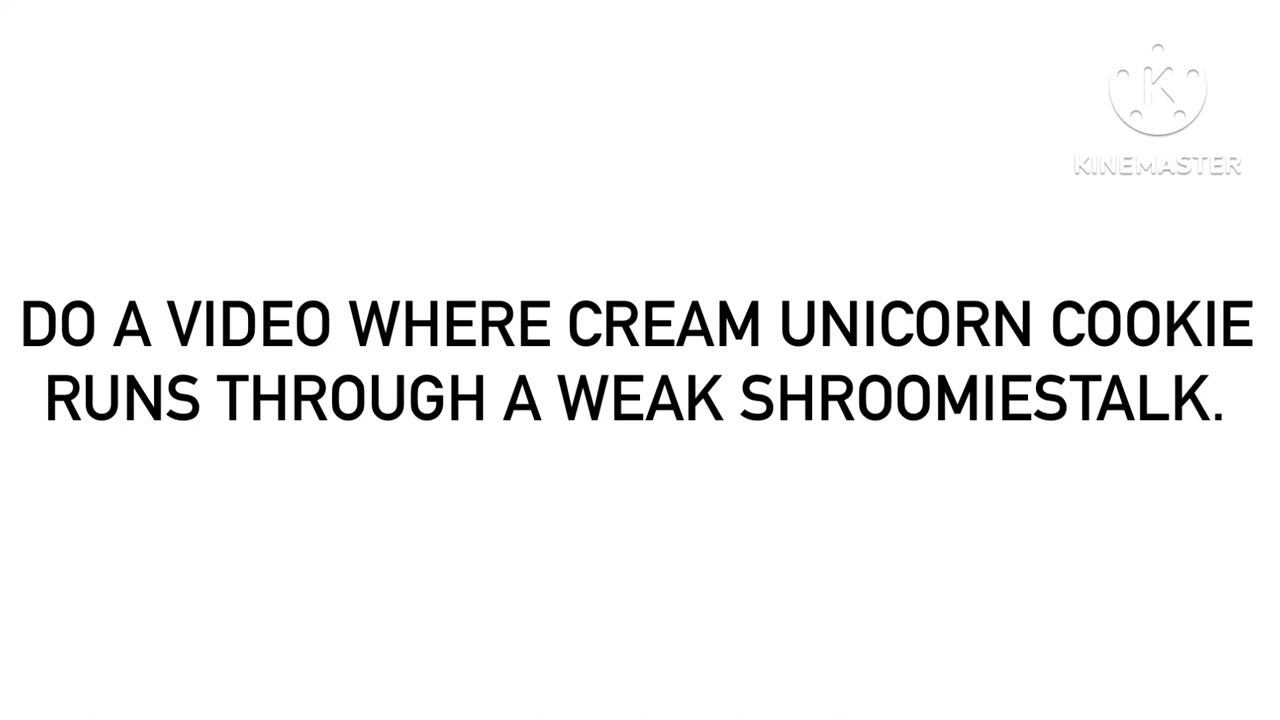 KINEMASTER
DO A VIDEO WHERE CREAM UNICORN COOKIE
RUNS THROUGH A WEAK SHROOMIESTALK.